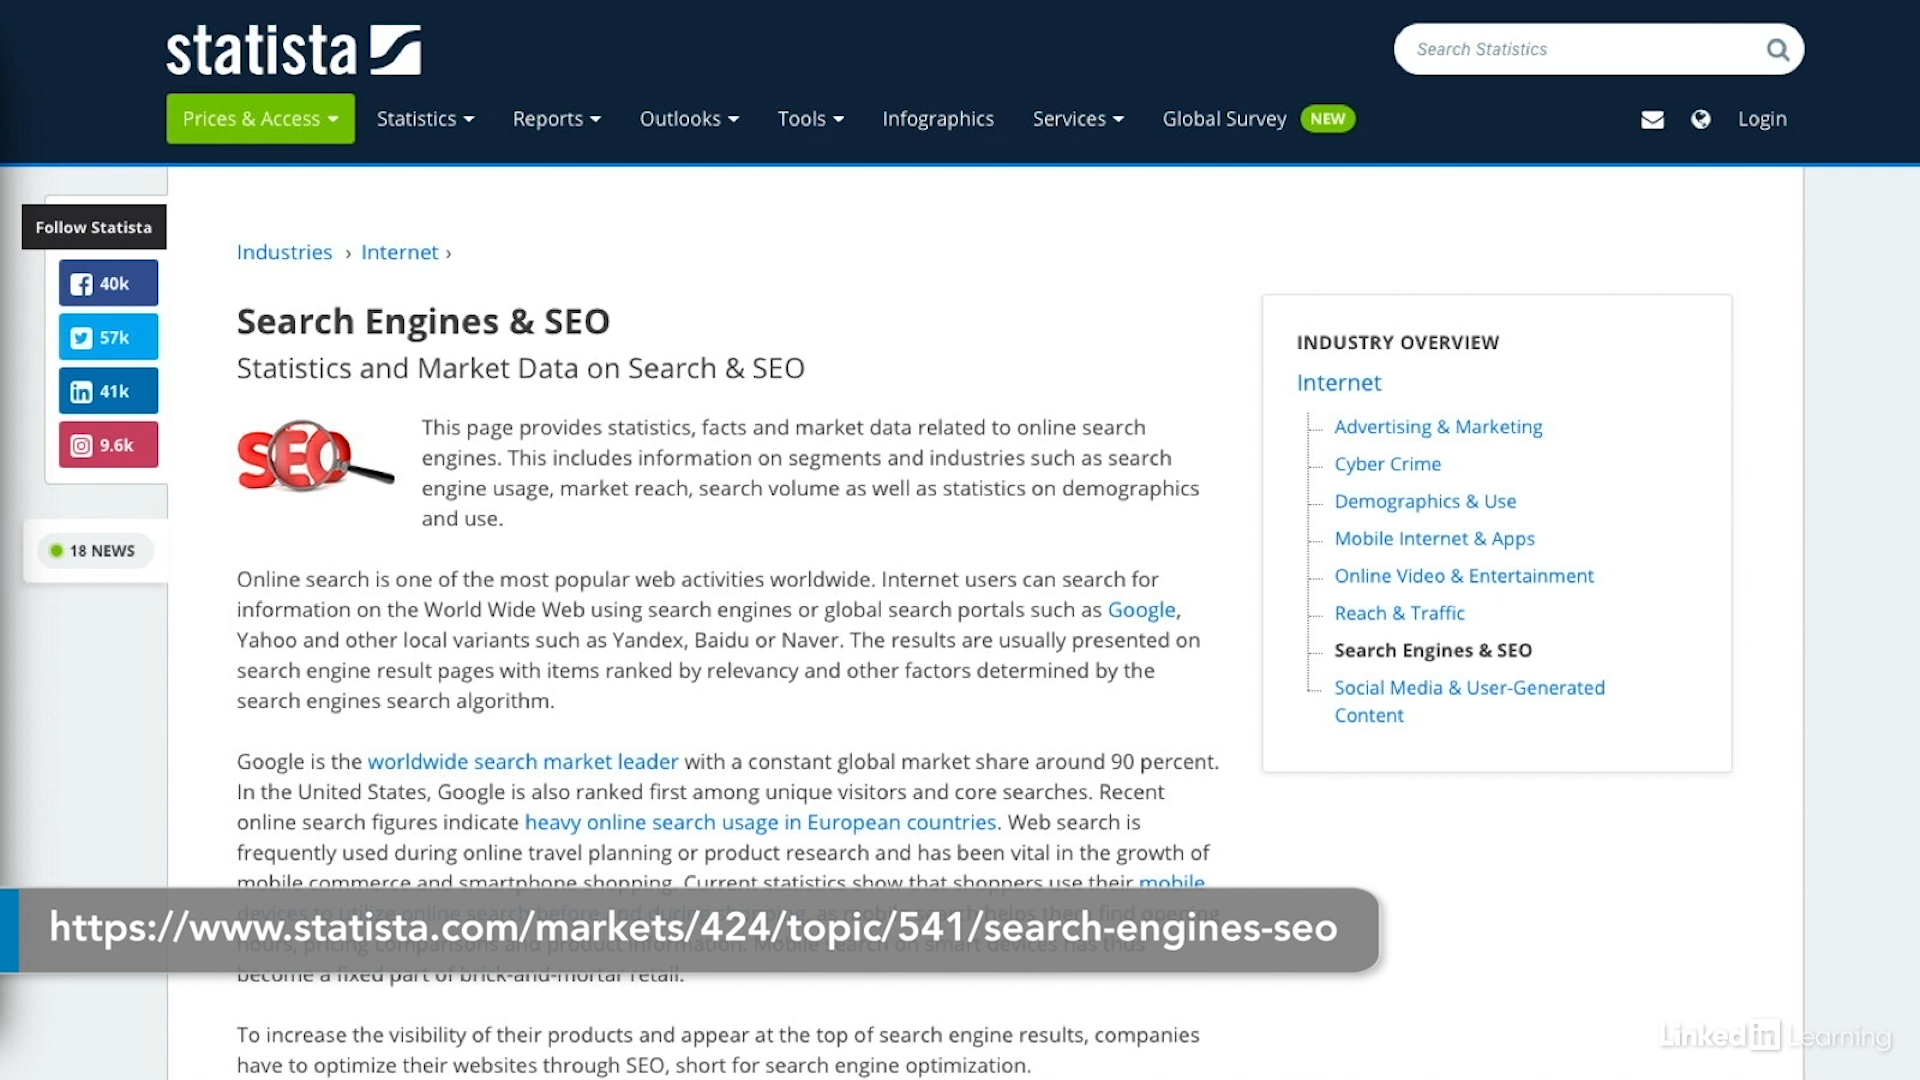 statista
Search Statistics
Prices & Access Statistics Reports Outlooks Tools Infographics Services Global Survey NEW Login
Follow Statista
40k
57k
41k
9.6k
18 NEWS
Industries › Internet ›
Search Engines & SEO
Statistics and Market Data on Search & SEO
SEO
This page provides statistics, facts and market data related to online search
engines. This includes information on segments and industries such as search
engine usage, market reach, search volume as well as statistics on demographics
and use.
Online search is one of the most popular web activities worldwide. Internet users can search for
information on the World Wide Web using search engines or global search portals such as Google,
Yahoo and other local variants such as Yandex, Baidu or Naver. The results are usually presented on
search engine result pages with items ranked by relevancy and other factors determined by the
search engines search algorithm.
Google is the worldwide search market leader with a constant global market share around 90 percent.
In the United States, Google is also ranked first among unique visitors and core searches. Recent
online search figures indicate heavy online search usage in European countries. Web search is
frequently used during online travel planning or product research and has been vital in the growth of
mobile commerce and smartphone shopping. Current statistics show that shoppers use their mobile
https://www.statista.com/markets/424/topic/541/search-engines-seo
become a fixed part of brick-and-mortar retail.
To increase the visibility of their products and appear at the top of search engine results, companies
have to optimize their websites through SEO, short for search engine optimization.
INDUSTRY OVERVIEW
Internet
Advertising & Marketing
Cyber Crime
Demographics & Use
Mobile Internet & Apps
Online Video & Entertainment
Reach & Traffic
Search Engines & SEO
Social Media & User-Generated
Content
Linked in Learning